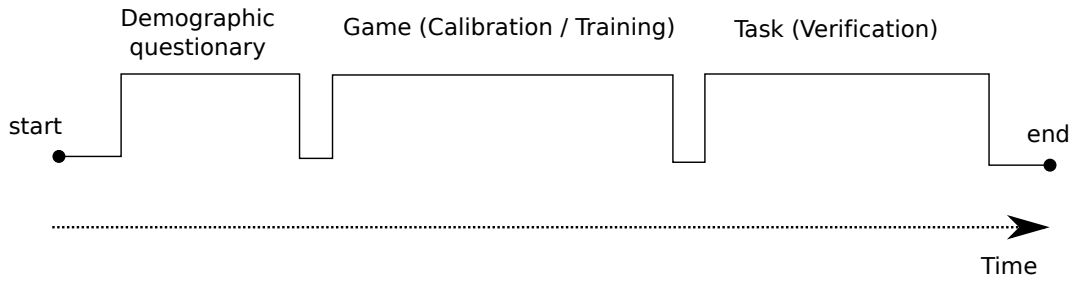 Demographic
questionary
Game (Calibration / Training)
Task (Verification)
start
end
Time